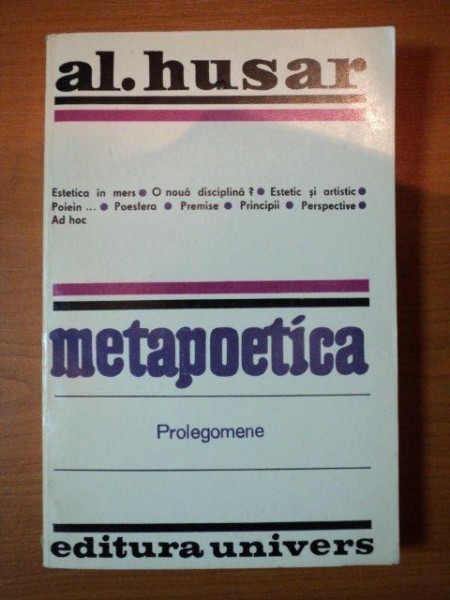 al. husar
Estetica în mers ● O nouă disciplină? ● Estetic și artistic ●
Poiein ... ● Poesfera ● Premise ● Principii ● Perspective ●
Ad hoc
metapoetica
Prolegomene
editura univers